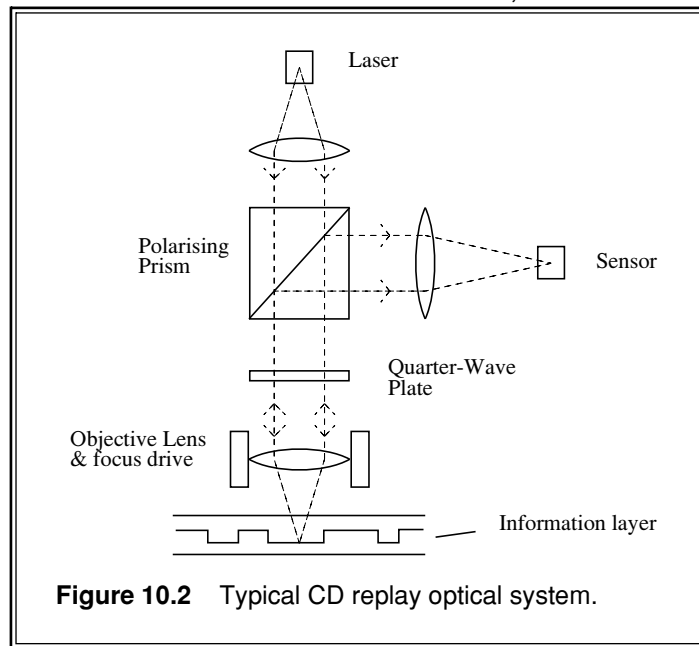 Laser
Polarising
Prism
Sensor
Quarter-Wave
Plate
Objective Lens
& focus drive
Information layer
Figure 10.2 Typical CD replay optical system.